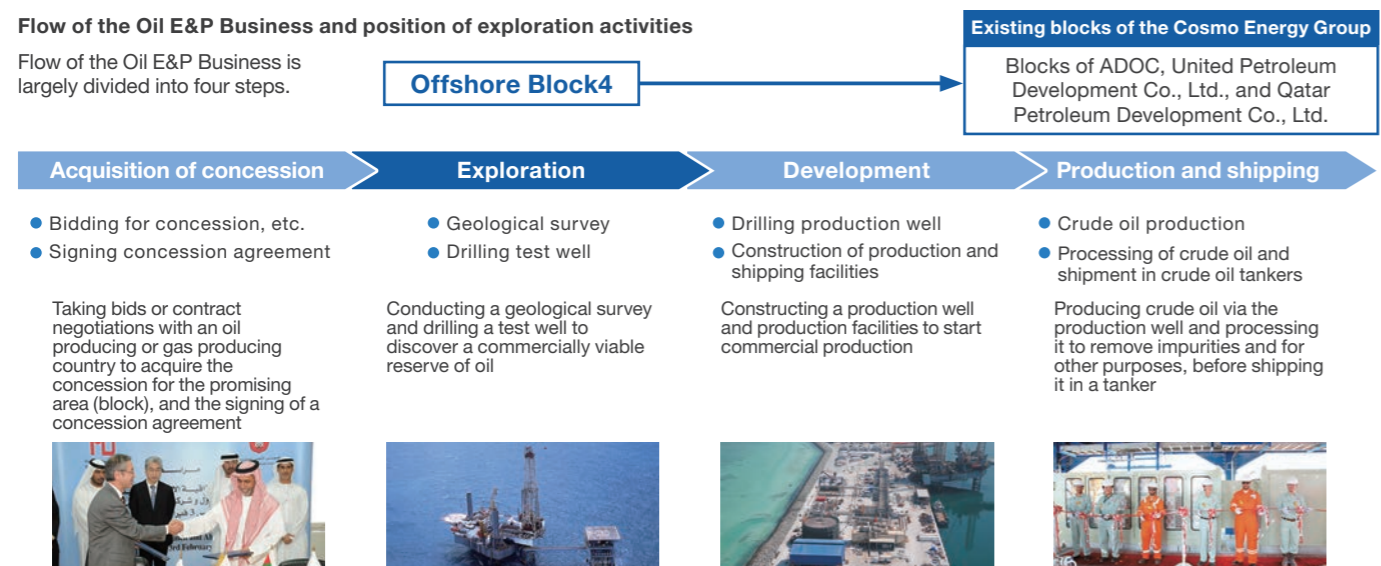 Flow of the Oil E&P Business and position of exploration activities
Flow of the Oil E&P Business is
largely divided into four steps.
Offshore Block4
Existing blocks of the Cosmo Energy Group
Blocks of ADOC, United Petroleum
Development Co., Ltd., and Qatar
Petroleum Development Co., Ltd.
Acquisition of concession
Exploration
Development
Production and shipping
● Bidding for concession, etc.
● Signing concession agreement
Taking bids or contract
negotiations with an oil
producing or gas producing
country to acquire the
concession for the promising
area (block), and the signing of a
concession agreement
● Geological survey
● Drilling test well
Conducting a geological survey
and drilling a test well to
discover a commercially viable
reserve of oil
● Drilling production well
● Construction of production and
shipping facilities
Constructing a production well
and production facilities to start
commercial production
● Crude oil production
● Processing of crude oil and
shipment in crude oil tankers
Producing crude oil via the
production well and processing
it to remove impurities and for
other purposes, before shipping
it in a tanker
3rd February